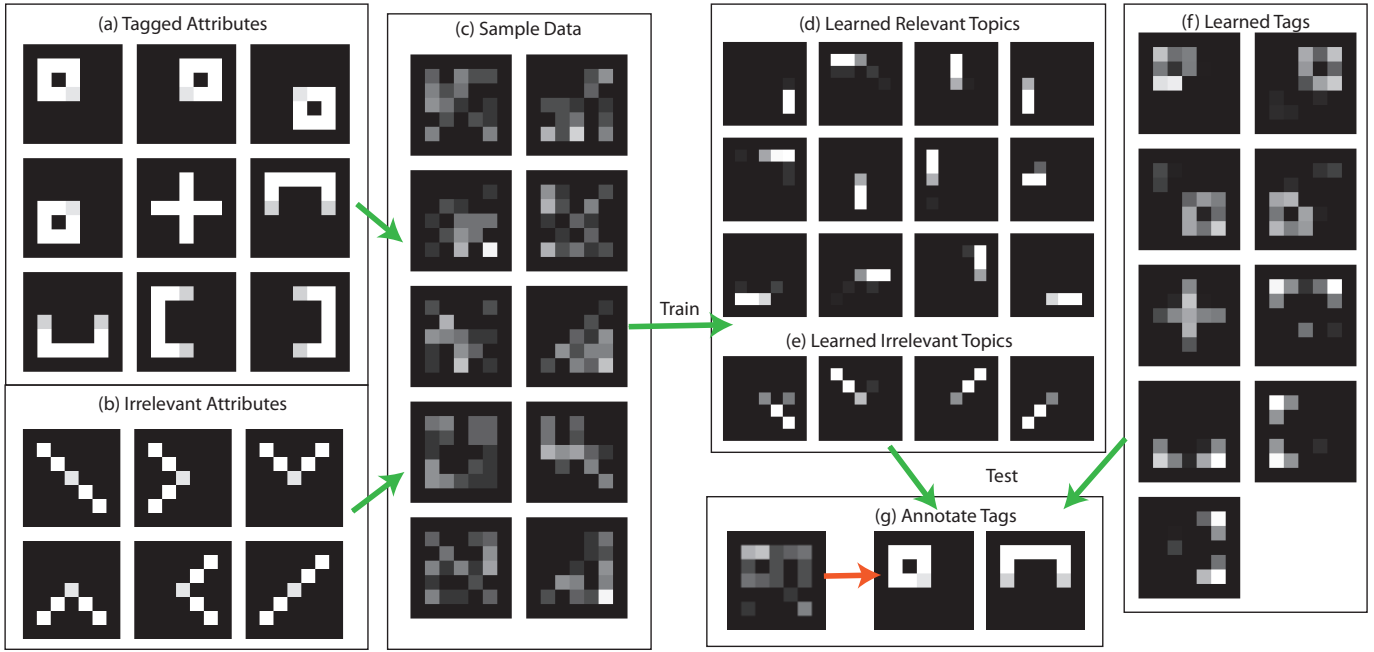 (a) Tagged Attributes
(b) Irrelevant Attributes
(c) Sample Data
Train
(d) Learned Relevant Topics
(e) Learned Irrelevant Topics
(f) Learned Tags
Test
(g) Annotate Tags